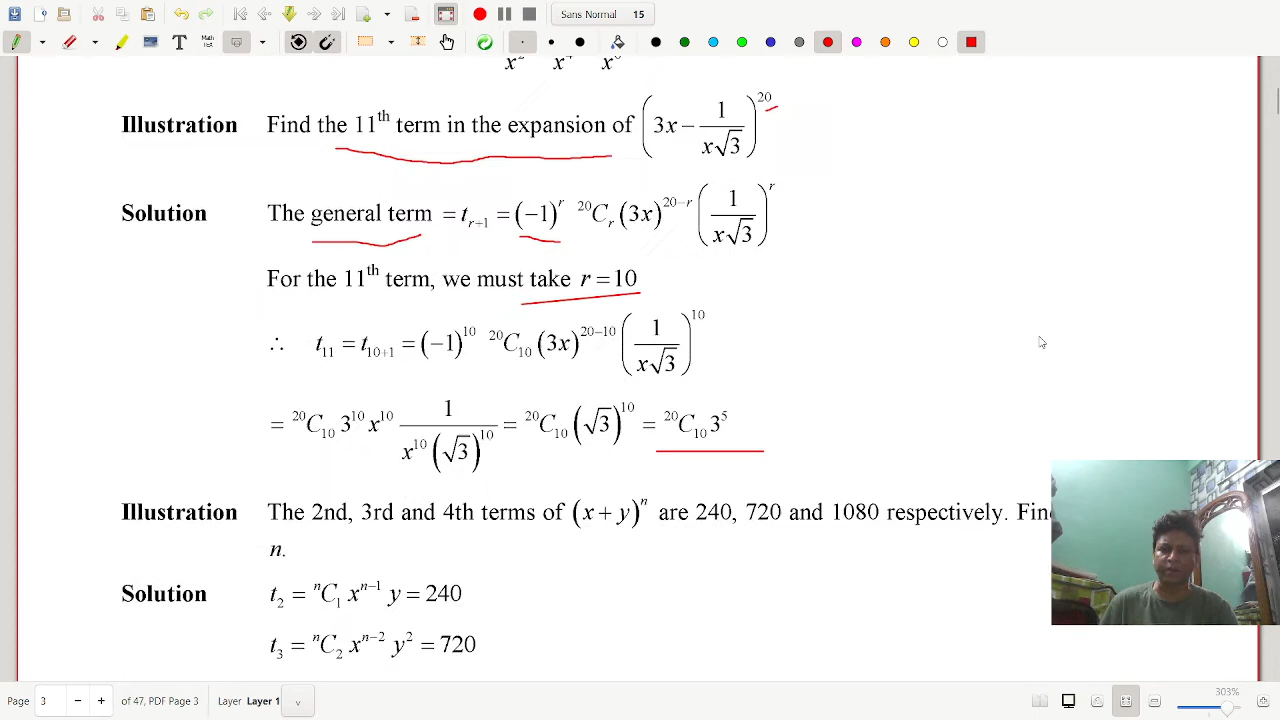 Sans Normal 15
Illustration Find the 11^th term in the expansion of (3x − 1/(x√3))^20
Solution The general term = t_{r+1} = (−1)^r ^20C_r (3x)^{20−r} (1/(x√3))^r
For the 11^th term, we must take r = 10
∴ t_11 = t_{10+1} = (−1)^10 ^20C_10 (3x)^{20−10} (1/(x√3))^10
= ^20C_10 3^10 x^10 1/(x^10 (√3)^10) = ^20C_10 (√3)^10 = ^20C_10 3^5
Illustration The 2nd, 3rd and 4th terms of (x + y)^n are 240, 720 and 1080 respectively.
n.
Solution t_2 = ^nC_1 x^{n−1} y = 240
t_3 = ^nC_2 x^{n−2} y^2 = 720
Page 3 − + of 47, PDF Page 3 Layer Layer 1 303%